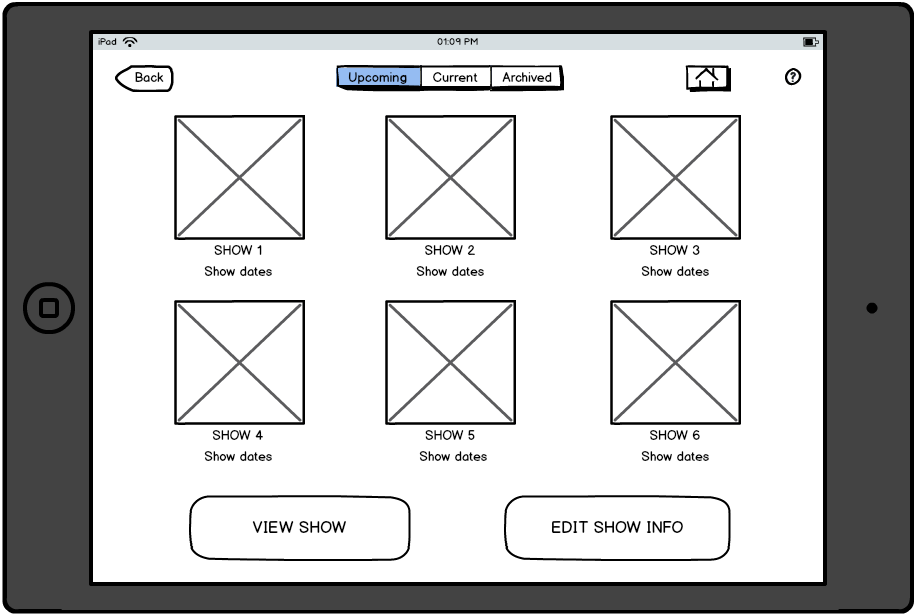 iPad 01:09 PM
Back Upcoming Current Archived ?
SHOW 1 SHOW 2 SHOW 3
Show dates Show dates Show dates
SHOW 4 SHOW 5 SHOW 6
Show dates Show dates Show dates
VIEW SHOW EDIT SHOW INFO